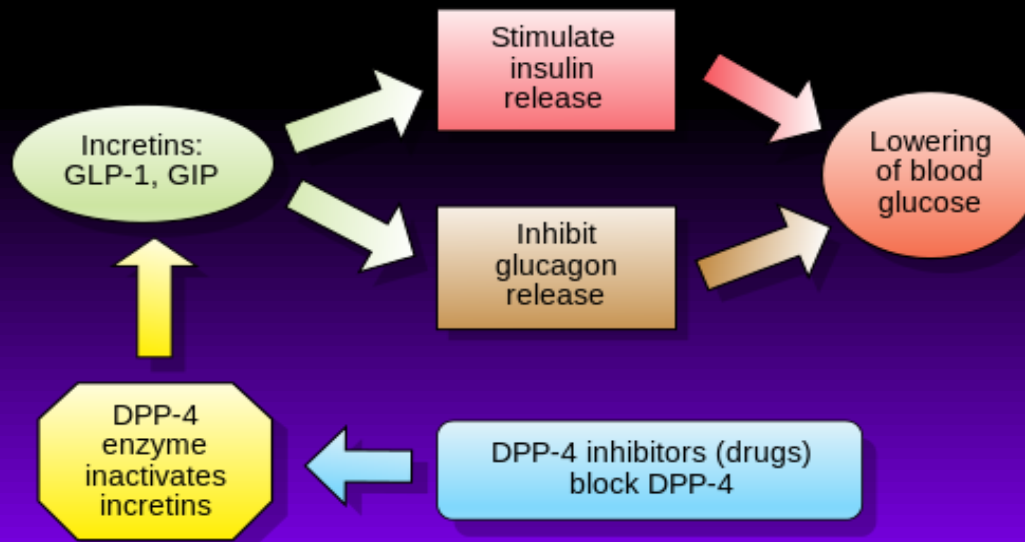 Stimulate
insulin
release
Incretins:
GLP-1, GIP
Lowering
of blood
glucose
Inhibit
glucagon
release
DPP-4
enzyme
inactivates
incretins
DPP-4 inhibitors (drugs)
block DPP-4